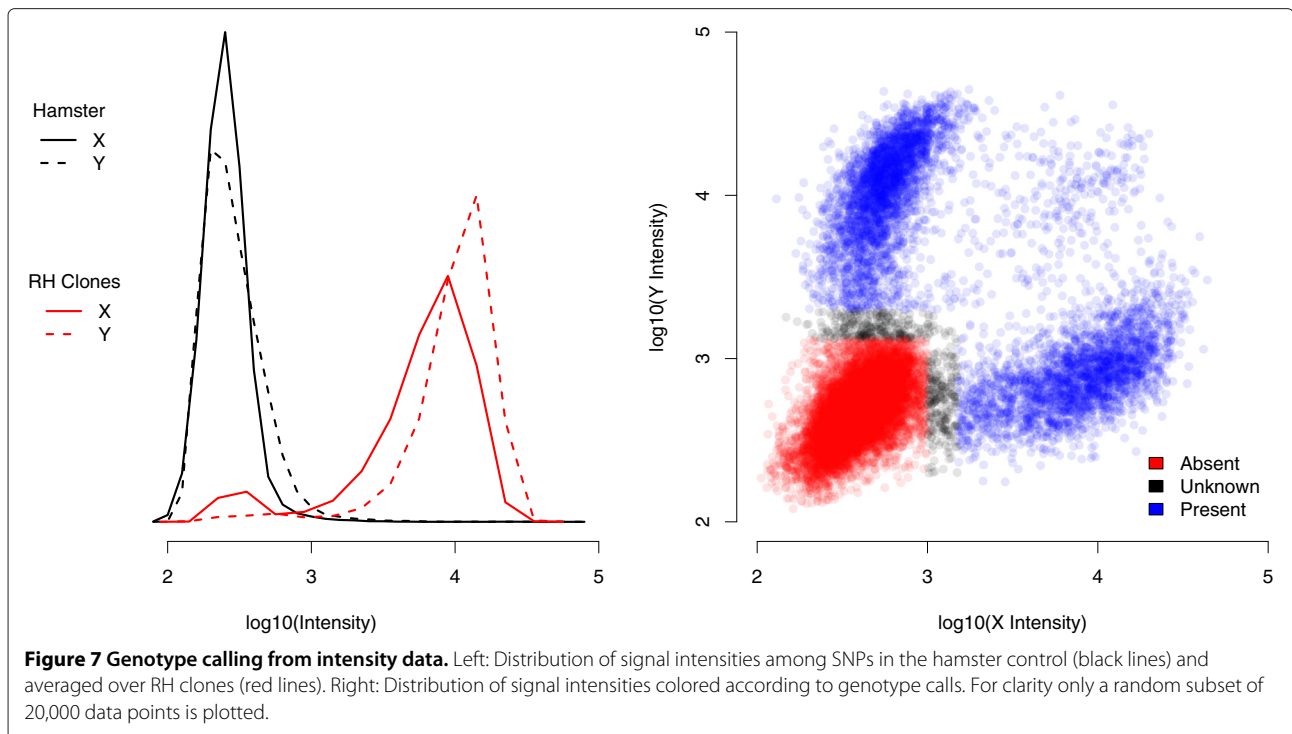 Hamster
X
Y
RH Clones
X
Y
2 3 4 5
log10(Intensity)
5
4
3
2
log10(Y Intensity)
Absent
Unknown
Present
2 3 4 5
log10(X Intensity)
Figure 7 Genotype calling from intensity data. Left: Distribution of signal intensities among SNPs in the hamster control (black lines) and
averaged over RH clones (red lines). Right: Distribution of signal intensities colored according to genotype calls. For clarity only a random subset of
20,000 data points is plotted.